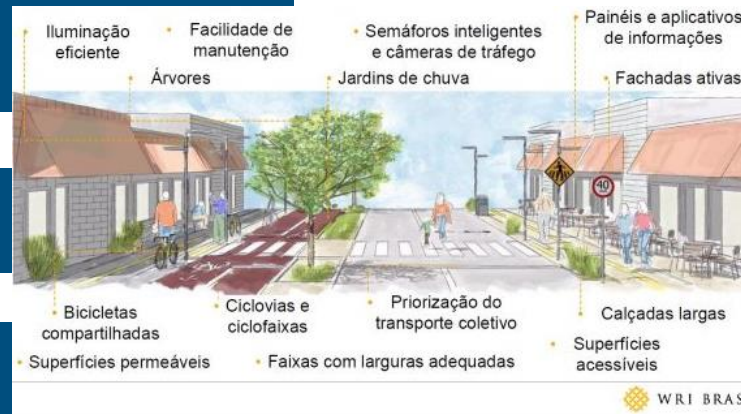 Iluminação
eficiente
Facilidade de
manutenção
Semáforos inteligentes
e câmeras de tráfego
Painéis e aplicativos
de informações
Árvores
Jardins de chuva
Fachadas ativas
40
Bicicletas
compartilhadas
Ciclovias e
ciclofaixas
Priorização do
transporte coletivo
Calçadas largas
Superfícies permeáveis
Faixas com larguras adequadas
Superfícies
acessíveis
WRI BRAS